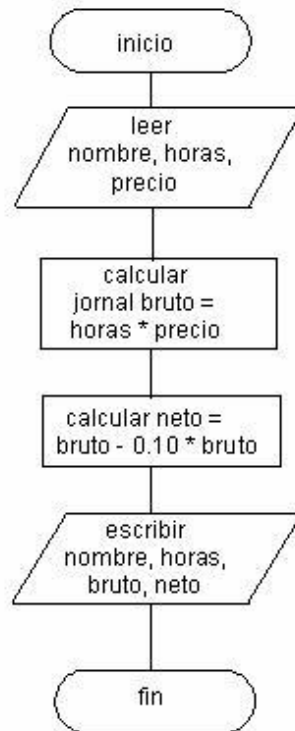 inicio
leer
nombre, horas,
precio
calcular
jornal bruto =
horas * precio
calcular neto =
bruto - 0.10 * bruto
escribir
nombre, horas,
bruto, neto
fin